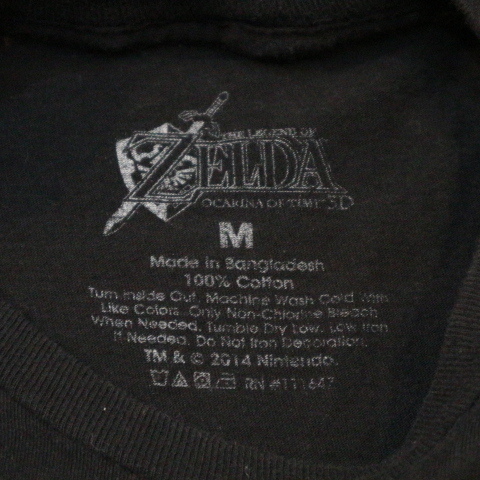 THE LEGEND OF
ZELDA
OCARINA OF TIME 3D
M
Made in Bangladesh
100% Cotton
Turn Inside Out. Machine Wash Cold With
Like Colors. Only Non-Chlorine Bleach
When Needed. Tumble Dry Low. Low Iron
If Needed. Do Not Iron Decoration.
TM & © 2014 Nintendo.
RN #111647